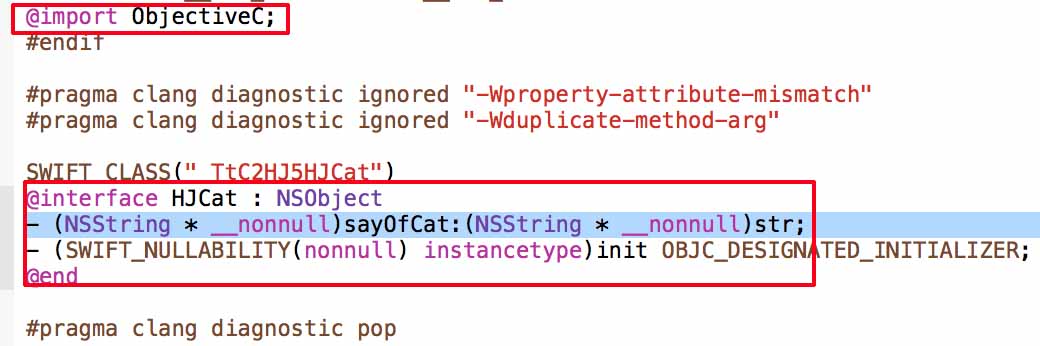 @import ObjectiveC;
#endif
#pragma clang diagnostic ignored "-Wproperty-attribute-mismatch"
#pragma clang diagnostic ignored "-Wduplicate-method-arg"
SWIFT_CLASS("_TtC2HJ5HJCat")
@interface HJCat : NSObject
- (NSString * __nonnull)sayOfCat:(NSString * __nonnull)str;
- (SWIFT_NULLABILITY(nonnull) instancetype)init OBJC_DESIGNATED_INITIALIZER;
@end
#pragma clang diagnostic pop